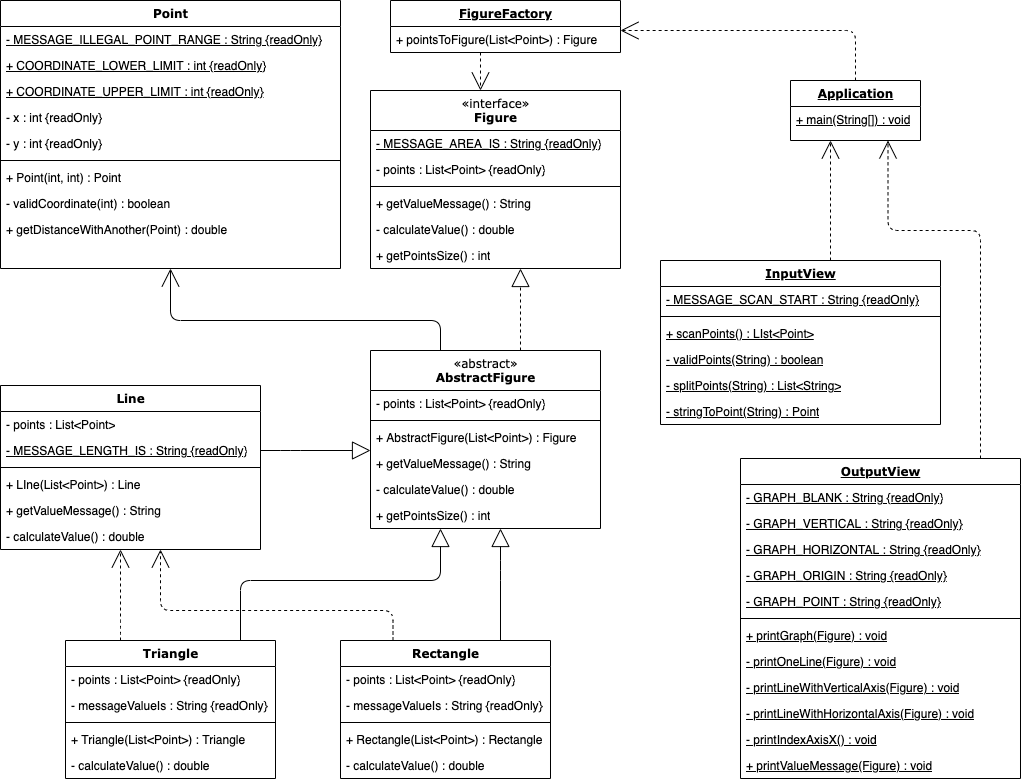 Point
- MESSAGE_ILLEGAL_POINT_RANGE : String {readOnly}
+ COORDINATE_LOWER_LIMIT : int {readOnly}
+ COORDINATE_UPPER_LIMIT : int {readOnly}
- x : int {readOnly}
- y : int {readOnly}
+ Point(int, int) : Point
- validCoordinate(int) : boolean
+ getDistanceWithAnother(Point) : double
FigureFactory
+ pointsToFigure(List<Point>) : Figure
«interface»
Figure
- MESSAGE_AREA_IS : String {readOnly}
- points : List<Point> {readOnly}
+ getValueMessage() : String
- calculateValue() : double
+ getPointsSize() : int
Application
+ main(String[]) : void
InputView
- MESSAGE_SCAN_START : String {readOnly}
+ scanPoints() : LIst<Point>
- validPoints(String) : boolean
- splitPoints(String) : List<String>
- stringToPoint(String) : Point
«abstract»
AbstractFigure
- points : List<Point> {readOnly}
+ AbstractFigure(List<Point>) : Figure
+ getValueMessage() : String
- calculateValue() : double
+ getPointsSize() : int
Line
- points : List<Point>
- MESSAGE_LENGTH_IS : String {readOnly}
+ LIne(List<Point>) : Line
+ getValueMessage() : String
- calculateValue() : double
OutputView
- GRAPH_BLANK : String {readOnly}
- GRAPH_VERTICAL : String {readOnly}
- GRAPH_HORIZONTAL : String {readOnly}
- GRAPH_ORIGIN : String {readOnly}
- GRAPH_POINT : String {readOnly}
+ printGraph(Figure) : void
- printOneLine(Figure) : void
- printLineWithVerticalAxis(Figure) : void
- printLineWithHorizontalAxis(Figure) : void
- printIndexAxisX() : void
+ printValueMessage(Figure) : void
Triangle
- points : List<Point> {readOnly}
- messageValueIs : String {readOnly}
+ Triangle(List<Point>) : Triangle
- calculateValue() : double
Rectangle
- points : List<Point> {readOnly}
- messageValueIs : String {readOnly}
+ Rectangle(List<Point>) : Rectangle
- calculateValue() : double